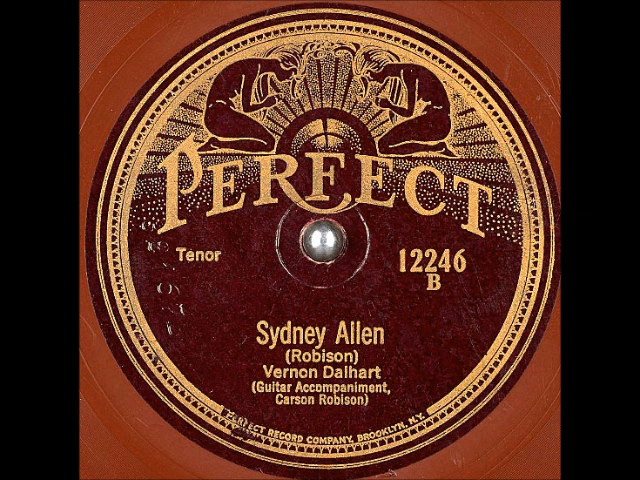 PERFECT
Tenor
12246
B
Sydney Allen
(Robison)
Vernon Dalhart
(Guitar Accompaniment,
Carson Robison)
PERFECT RECORD COMPANY, BROOKLYN, N.Y.